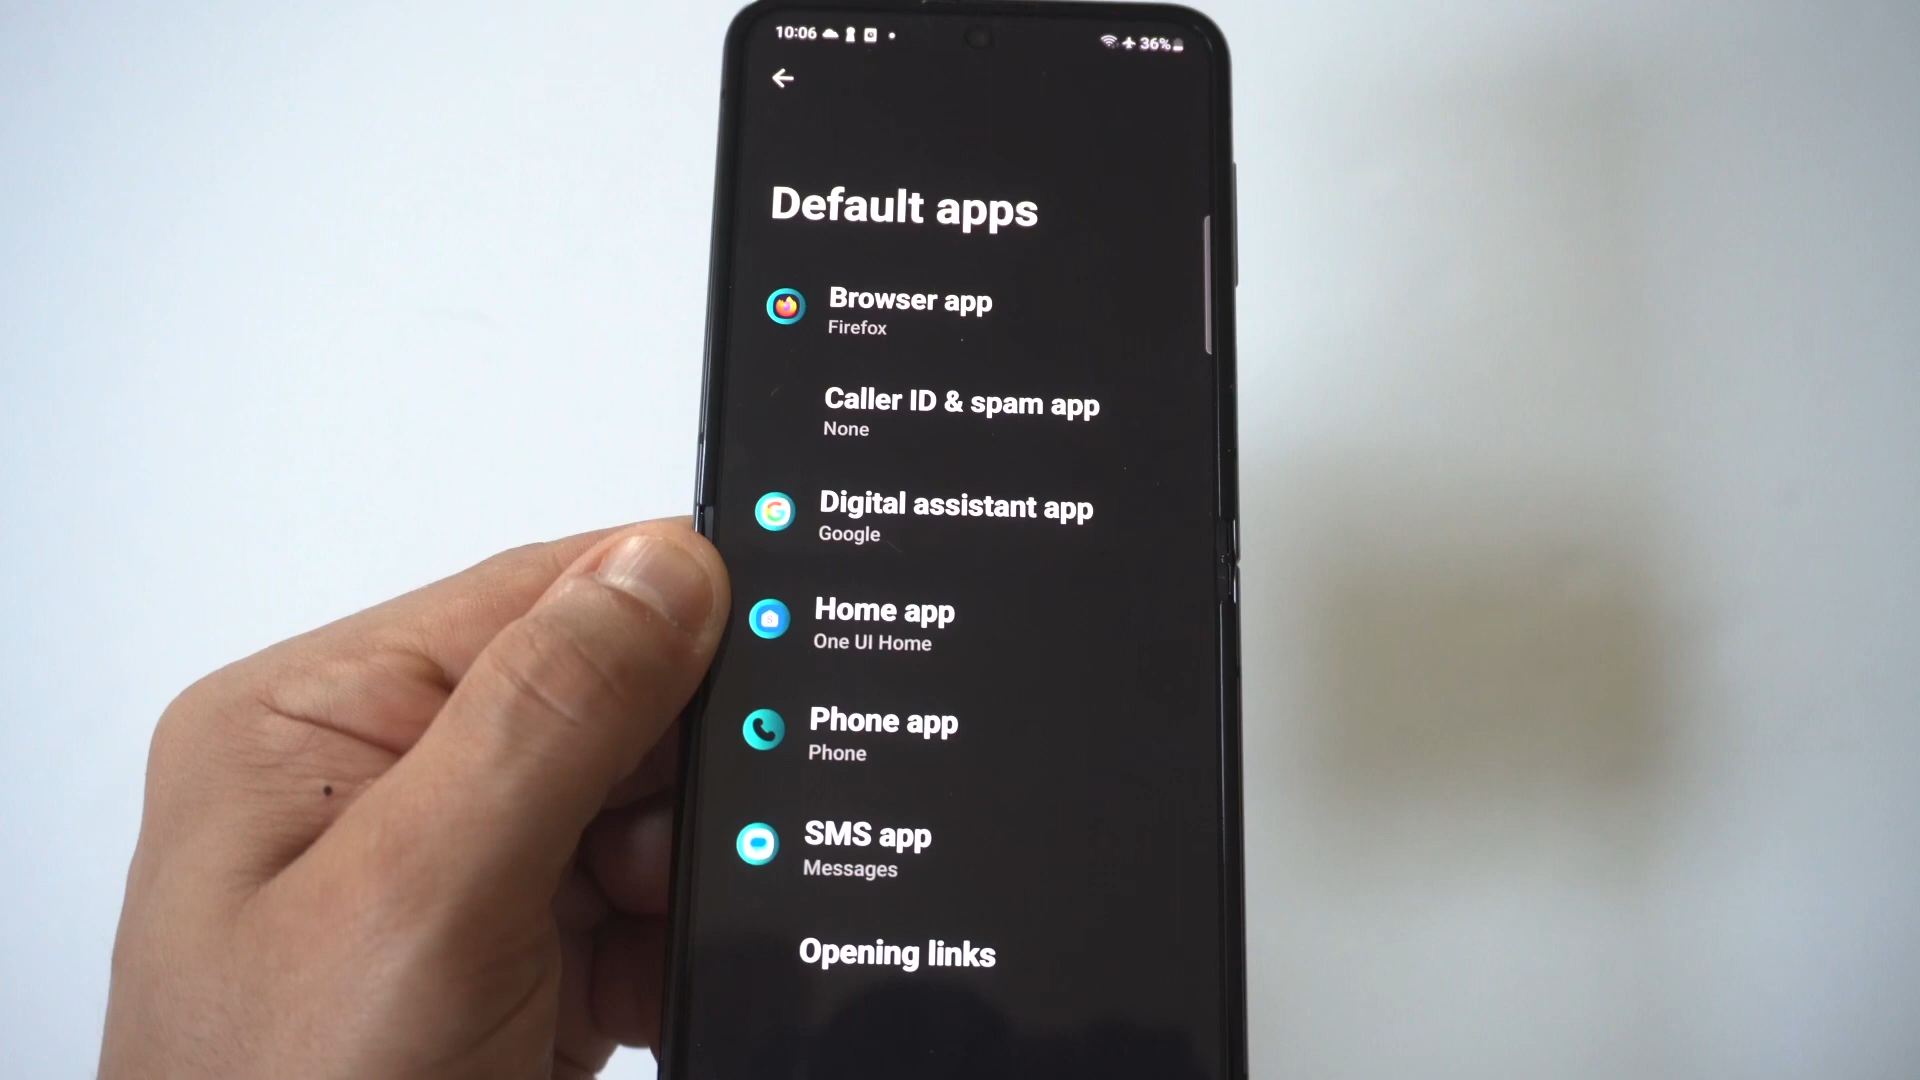 10:06
36%
Default apps
Browser app
Firefox
Caller ID & spam app
None
Digital assistant app
Google
Home app
One UI Home
Phone app
Phone
SMS app
Messages
Opening links